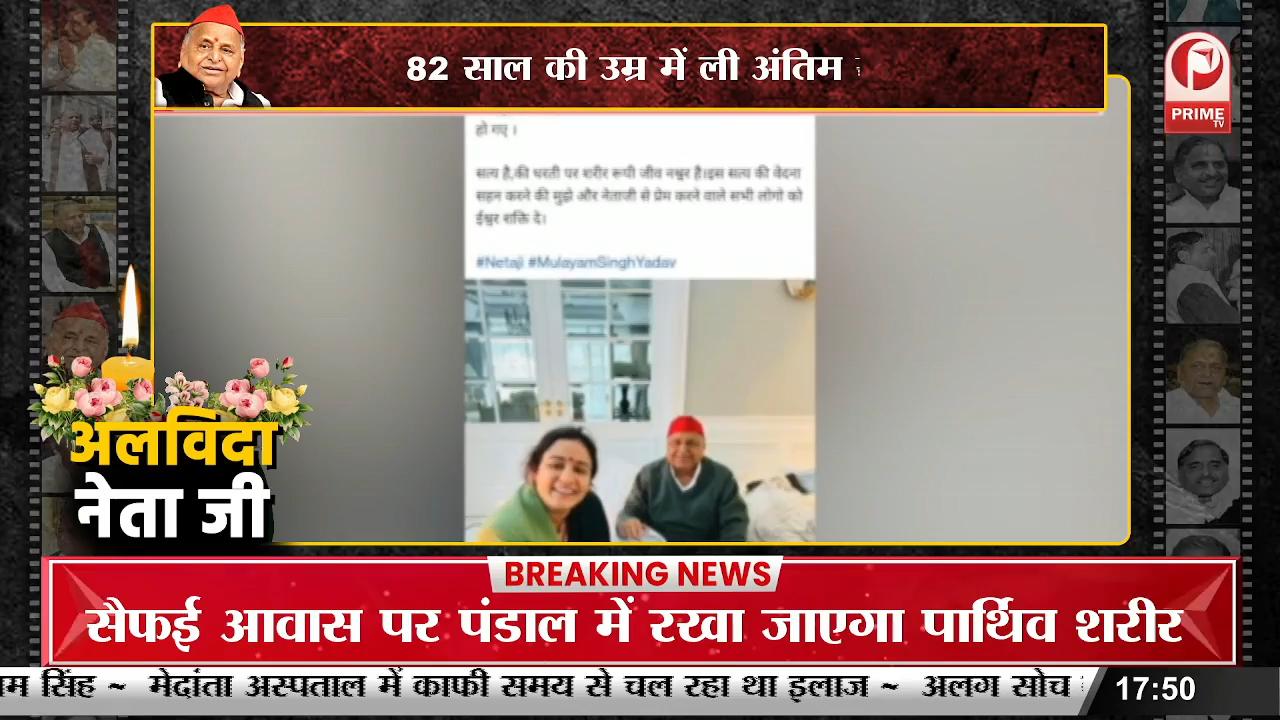 82 साल की उम्र में ली अंतिम
PRIME
TV
हो गए ।
सत्य है,की धरती पर शरीर रूपी जीव नश्वर है।इस सत्य की वेदना
सहन करने की मुझे और नेताजी से प्रेम करने वाले सभी लोगो को
ईश्वर शक्ति दे।
#Netaji #MulayamSinghYadav
अलविदा
नेता जी
BREAKING NEWS
सैफई आवास पर पंडाल में रखा जाएगा पार्थिव शरीर
म सिंह ~ मेदांता अस्पताल में काफी समय से चल रहा था इलाज ~ अलग सोच
17:50